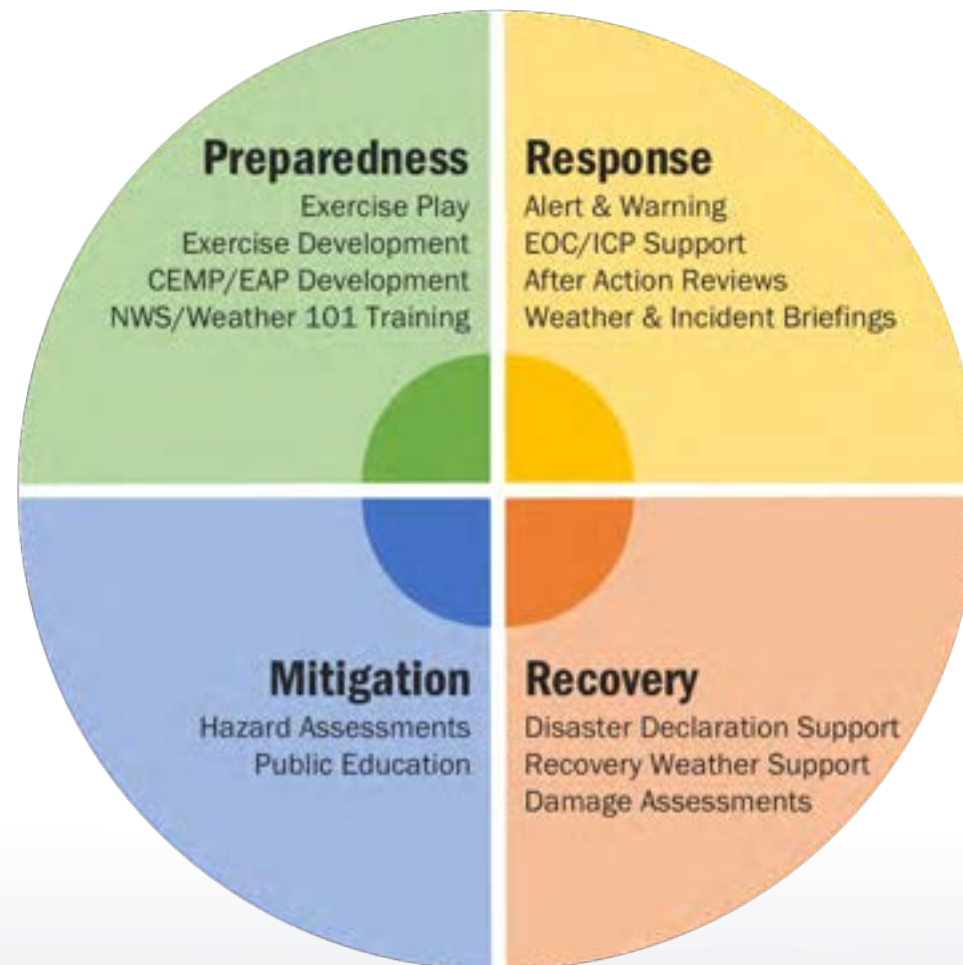 Preparedness
Exercise Play
Exercise Development
CEMP/EAP Development
NWS/Weather 101 Training
Response
Alert & Warning
EOC/ICP Support
After Action Reviews
Weather & Incident Briefings
Mitigation
Hazard Assessments
Public Education
Recovery
Disaster Declaration Support
Recovery Weather Support
Damage Assessments